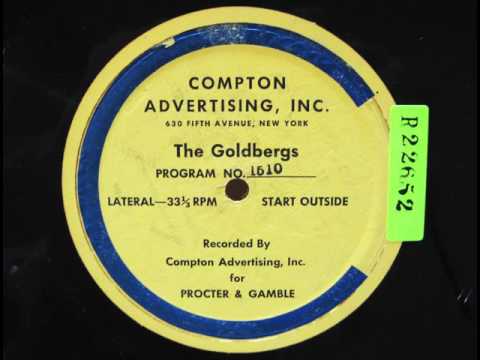 COMPTON
ADVERTISING, INC.
630 FIFTH AVENUE, NEW YORK
The Goldbergs
PROGRAM NO. 1610
LATERAL—33⅓ RPM START OUTSIDE
Recorded By
Compton Advertising, Inc.
for
PROCTER & GAMBLE
R22652